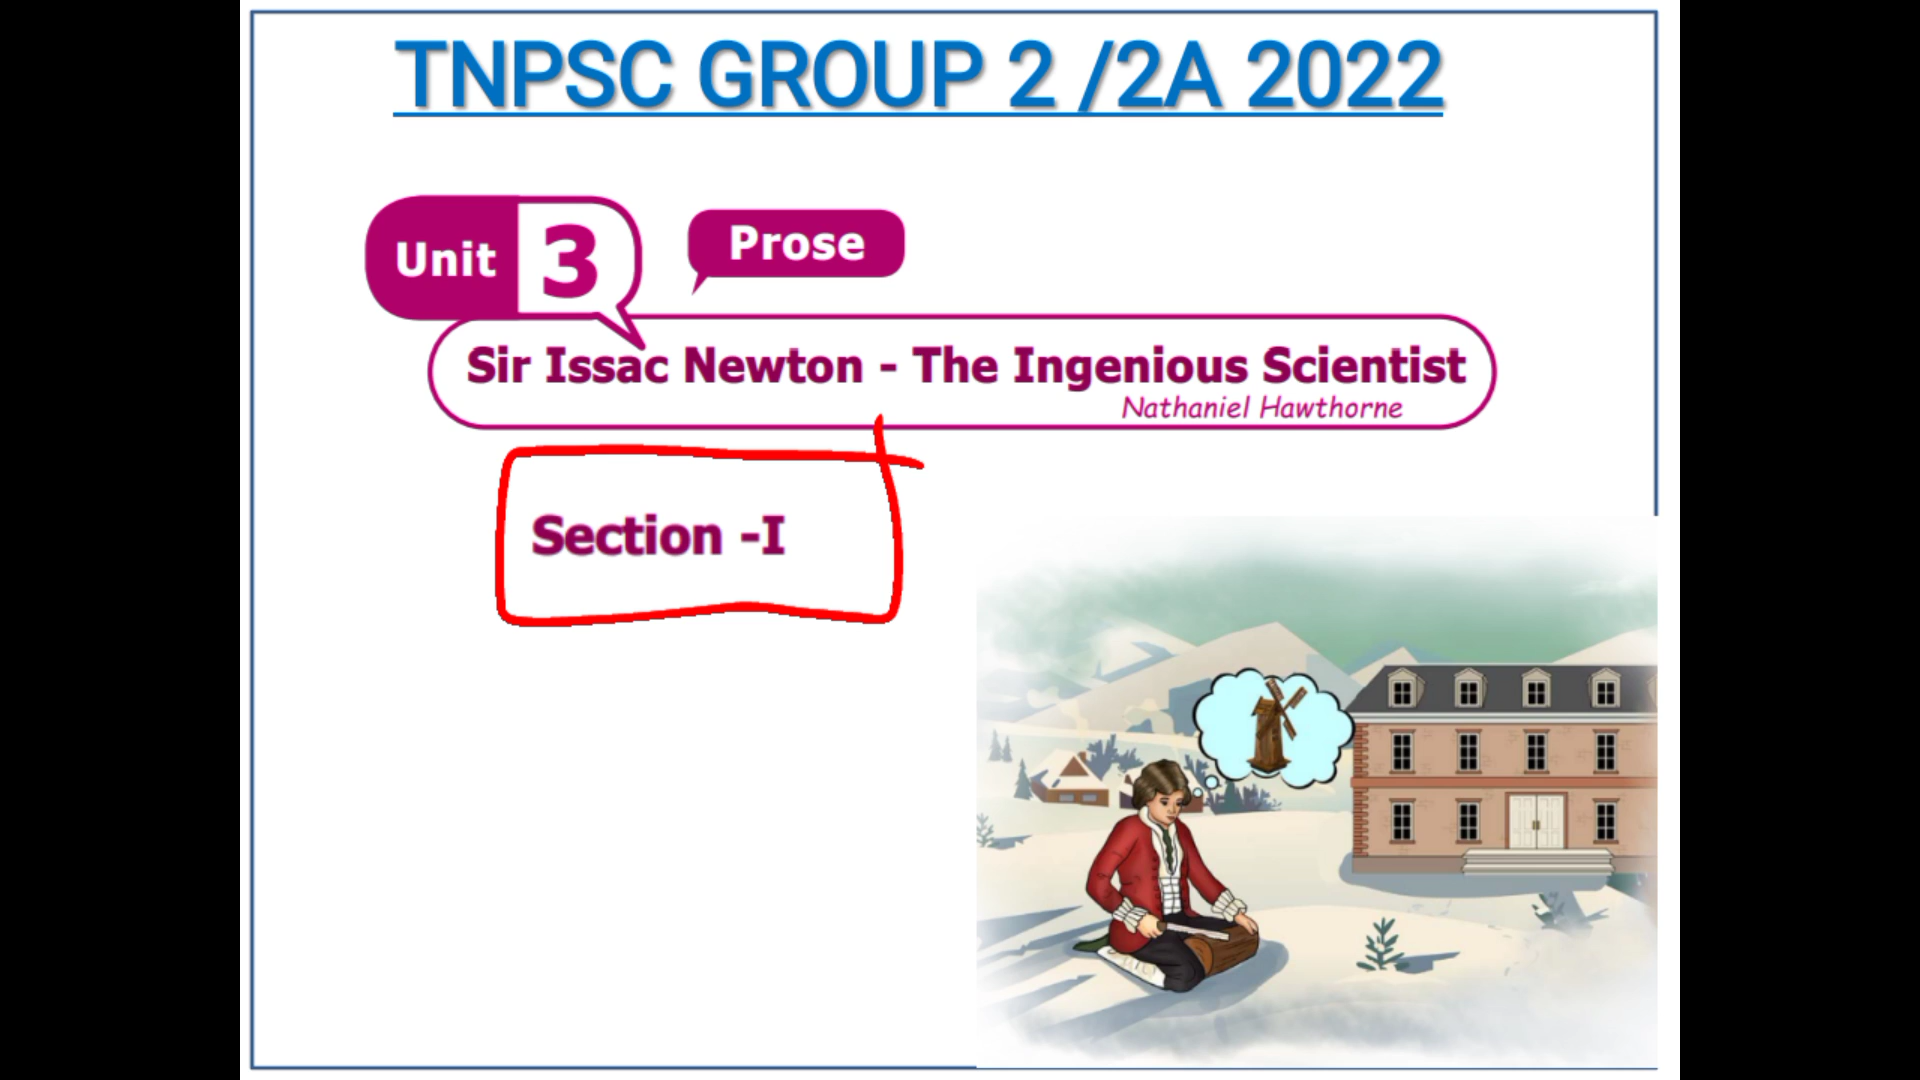 TNPSC GROUP 2 /2A 2022
Unit 3
Prose
Sir Issac Newton - The Ingenious Scientist
Nathaniel Hawthorne
Section -I